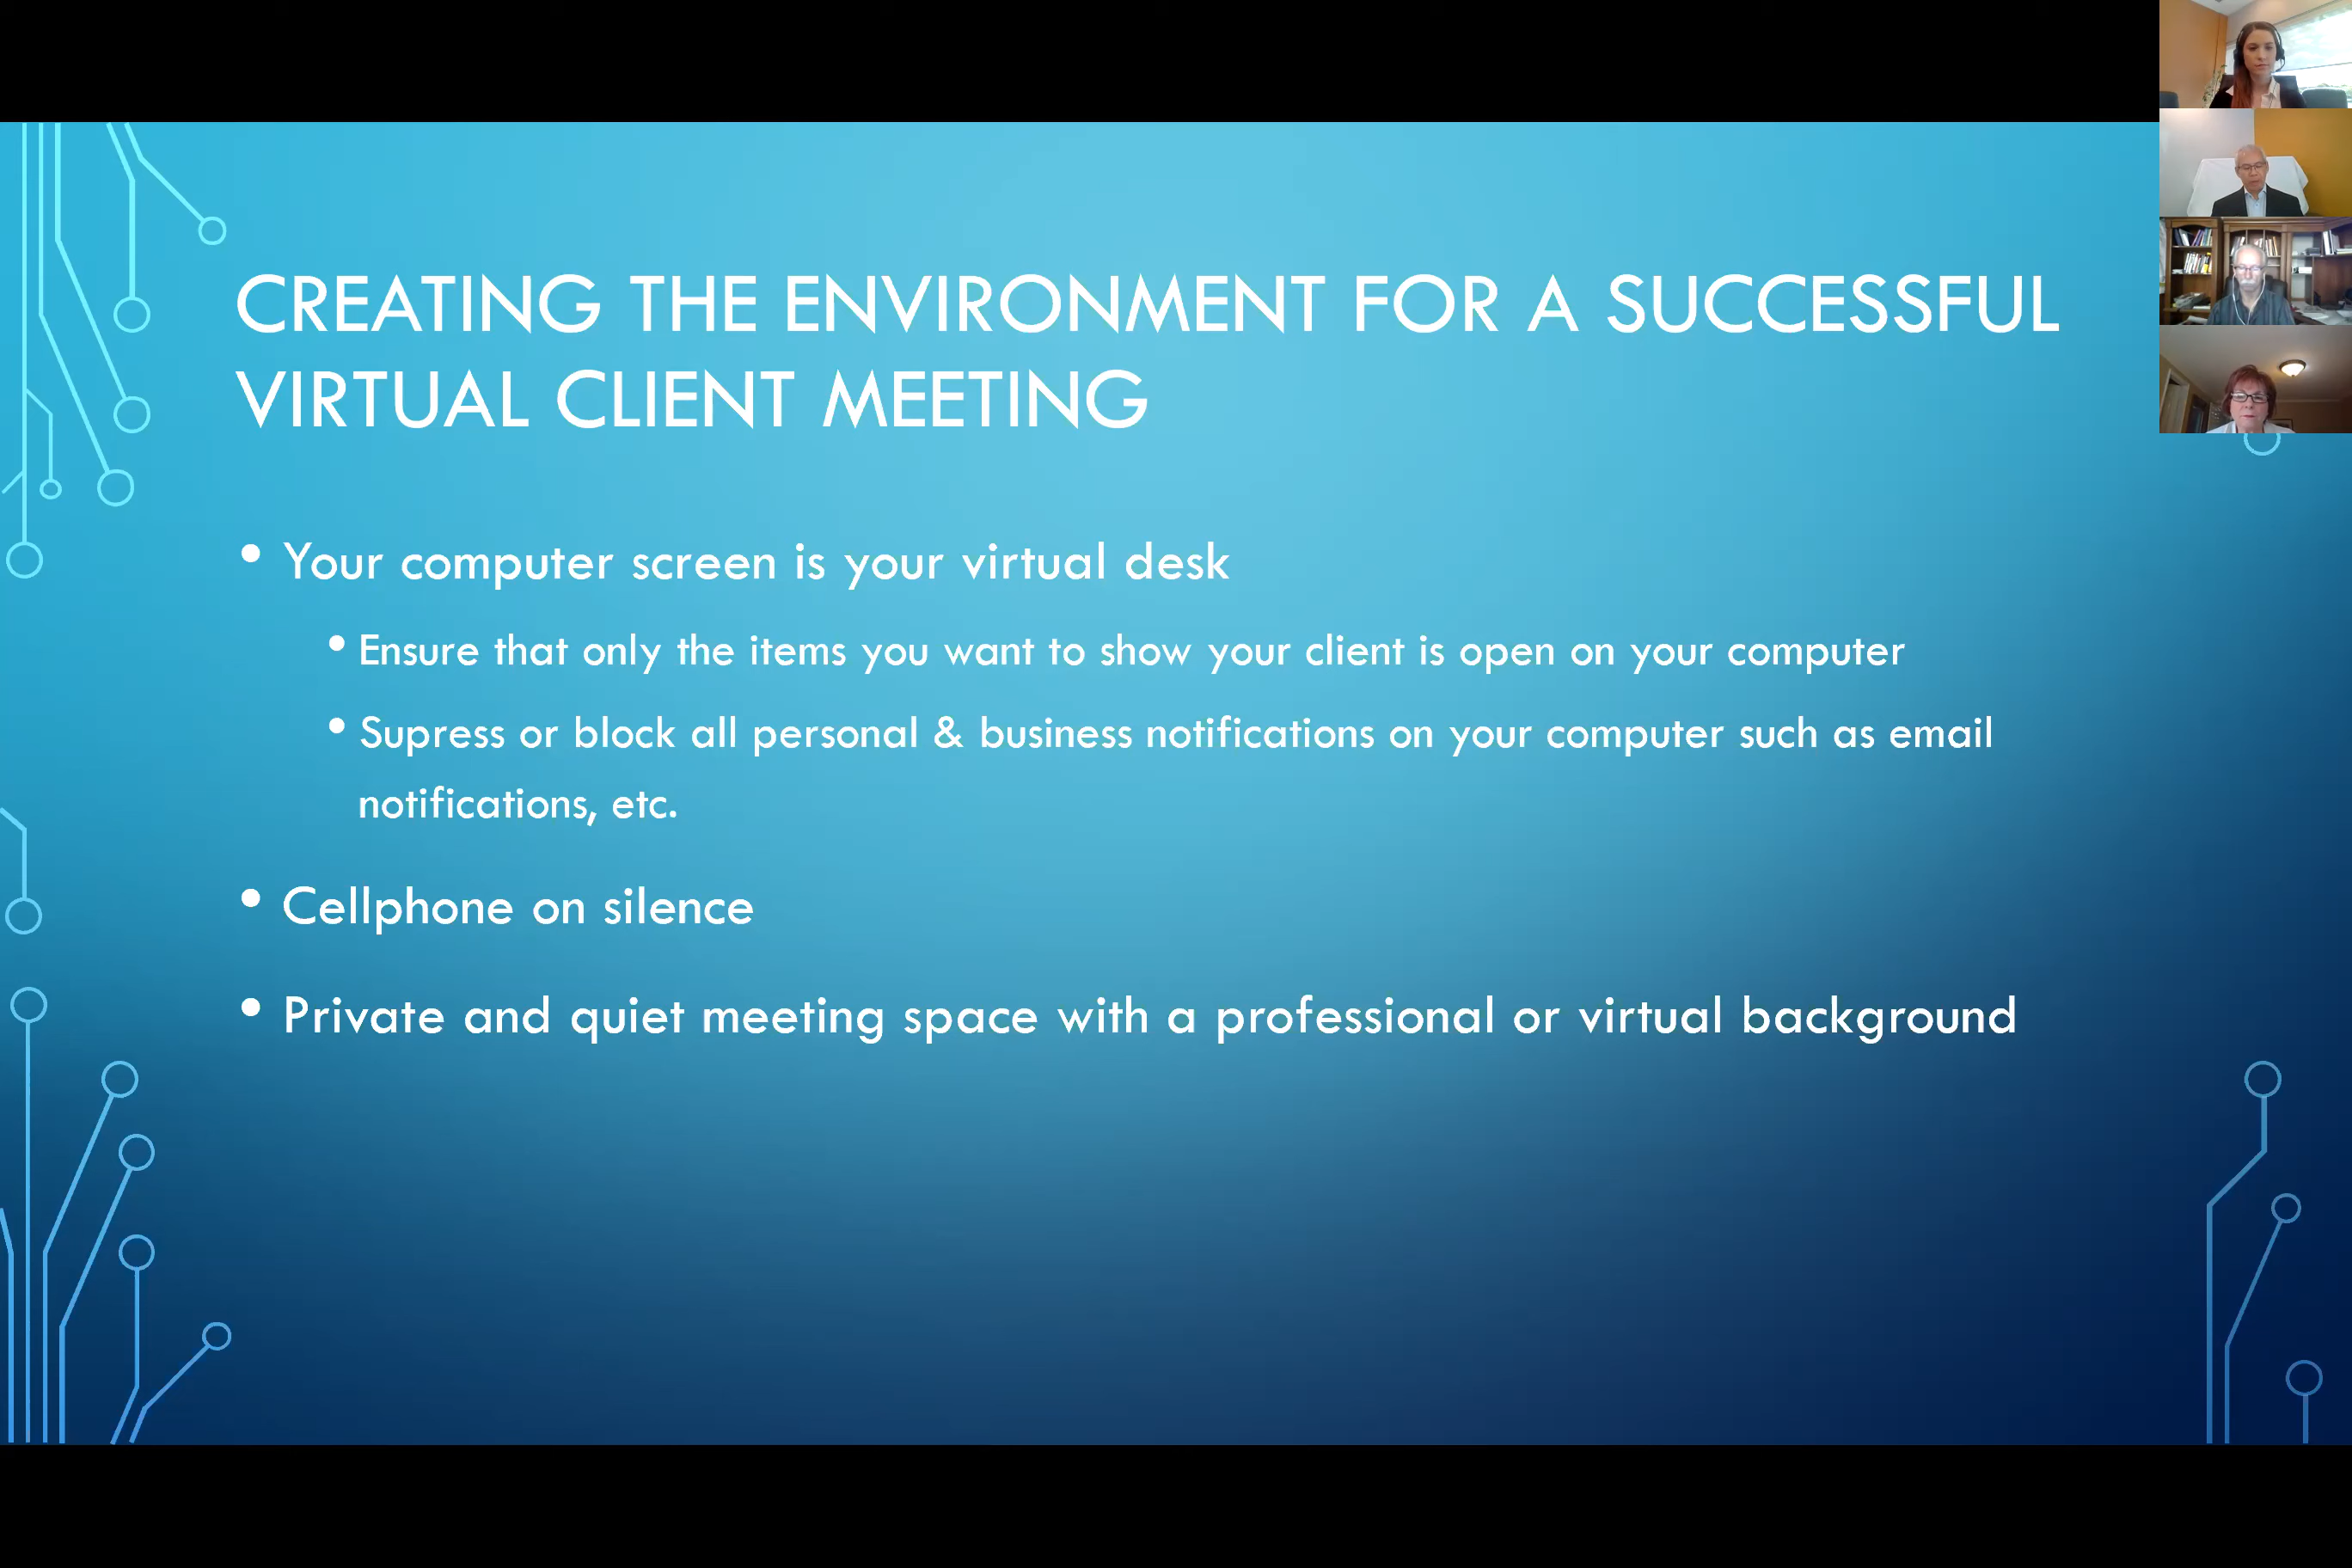 CREATING THE ENVIRONMENT FOR A SUCCESSFUL
VIRTUAL CLIENT MEETING
• Your computer screen is your virtual desk
• Ensure that only the items you want to show your client is open on your computer
• Supress or block all personal & business notifications on your computer such as email
notifications, etc.
• Cellphone on silence
• Private and quiet meeting space with a professional or virtual background